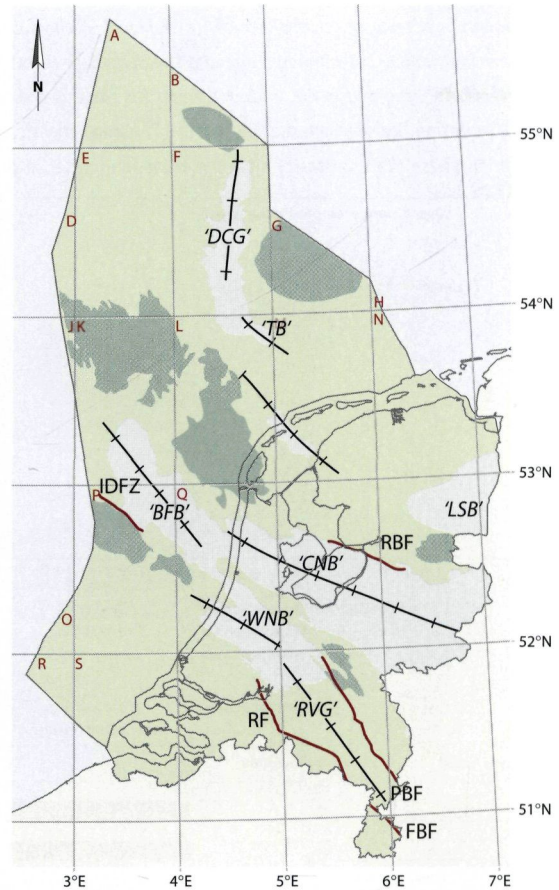 A
N
B
55°N
E
F
D
G
'DCG'
54°N
H
J K
L
'TB'
N
53°N
P
IDFZ
Q
'BFB'
'LSB'
RBF
'CNB'
O
'WNB'
52°N
R
S
'RVG'
RF
PBF
51°N
FBF
3°E
4°E
5°E
6°E
7°E